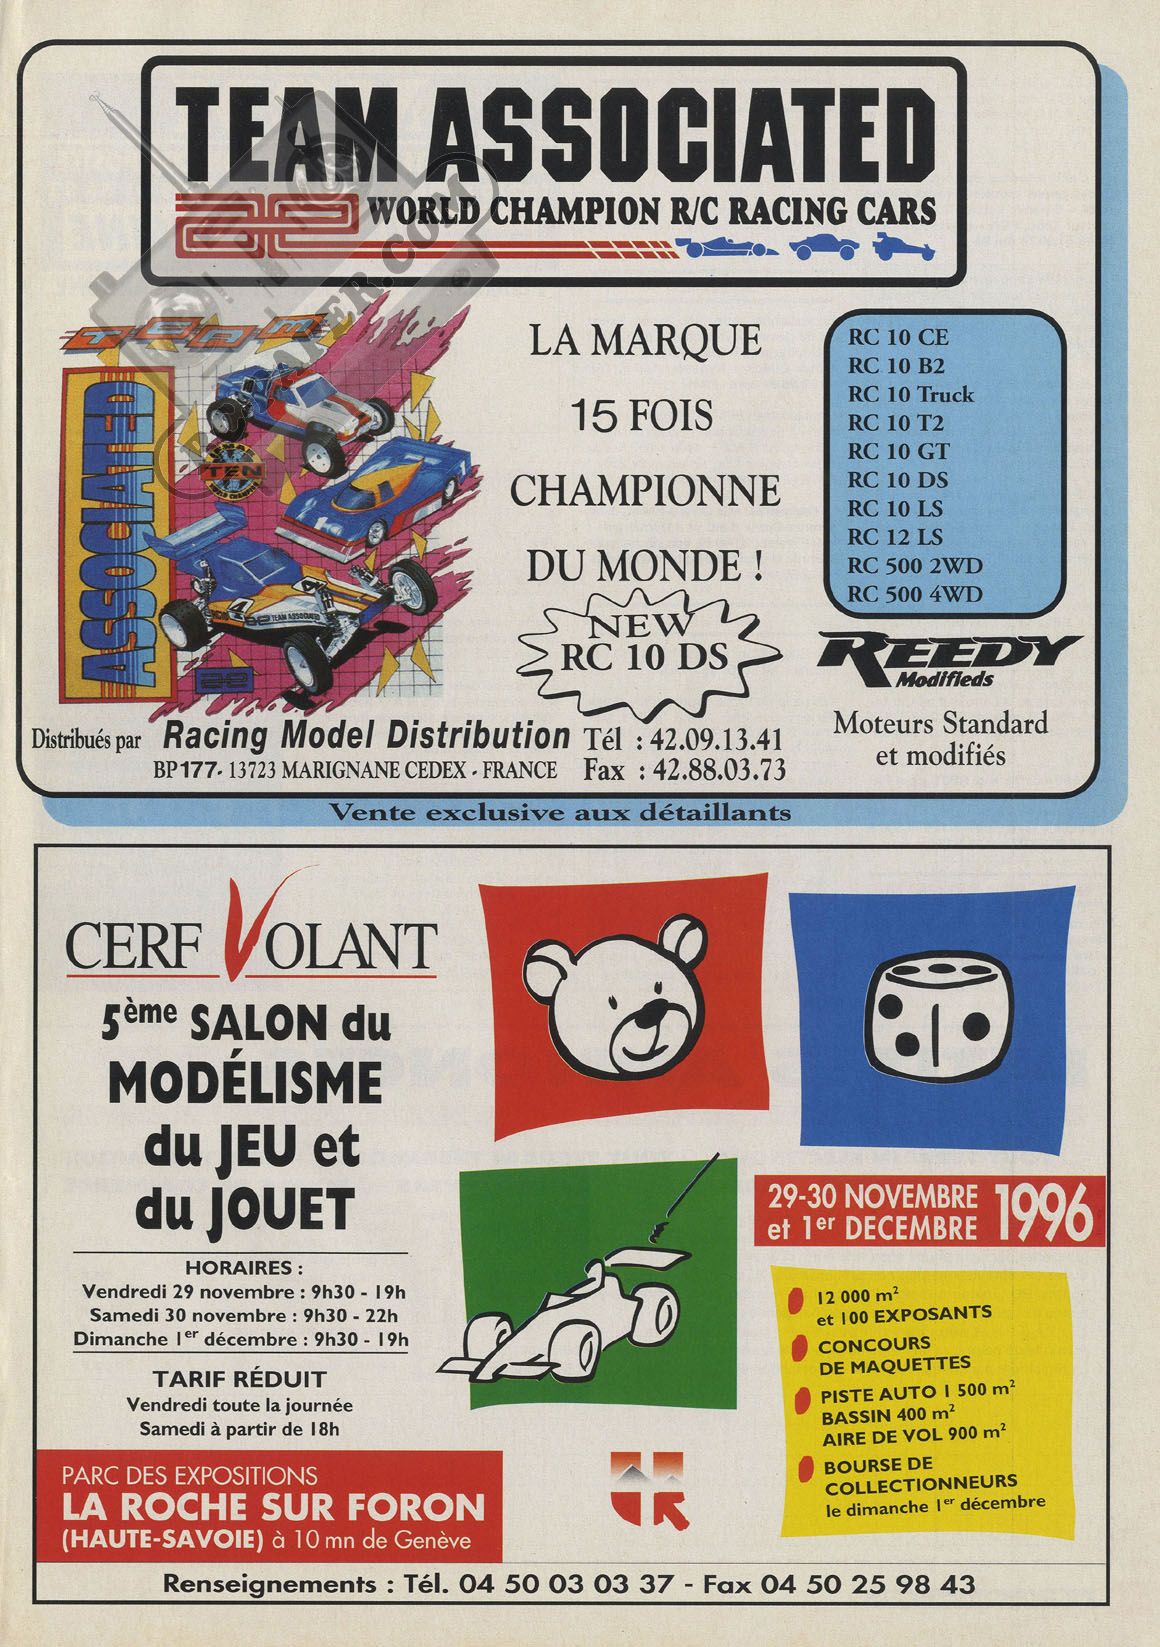 TEAM ASSOCIATED
WORLD CHAMPION R/C RACING CARS
TEAM
ASSOCIATED
TEN
WORLD CHAMPION
4
TEAM ASSOCIATED
LA MARQUE
15 FOIS
CHAMPIONNE
DU MONDE !
NEW
RC 10 DS
RC 10 CE
RC 10 B2
RC 10 Truck
RC 10 T2
RC 10 GT
RC 10 DS
RC 10 LS
RC 12 LS
RC 500 2WD
RC 500 4WD
REEDY
Modifieds
Moteurs Standard
et modifiés
Distribués par Racing Model Distribution Tél : 42.09.13.41
BP177- 13723 MARIGNANE CEDEX - FRANCE Fax : 42.88.03.73
Vente exclusive aux détaillants
CERF VOLANT
5ème SALON du
MODÉLISME
du JEU et
du JOUET
HORAIRES :
Vendredi 29 novembre : 9h30 - 19h
Samedi 30 novembre : 9h30 - 22h
Dimanche 1er décembre : 9h30 - 19h
TARIF RÉDUIT
Vendredi toute la journée
Samedi à partir de 18h
PARC DES EXPOSITIONS
LA ROCHE SUR FORON
(HAUTE-SAVOIE) à 10 mn de Genève
29-30 NOVEMBRE
et 1er DECEMBRE 1996
12 000 m²
et 100 EXPOSANTS
CONCOURS
DE MAQUETTES
PISTE AUTO 1 500 m²
BASSIN 400 m²
AIRE DE VOL 900 m²
BOURSE DE
COLLECTIONNEURS
le dimanche 1er décembre
Renseignements : Tél. 04 50 03 03 37 - Fax 04 50 25 98 43